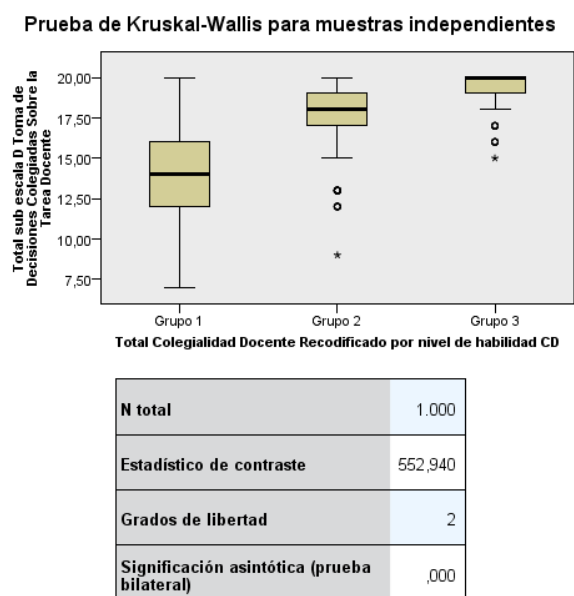 Prueba de Kruskal-Wallis para muestras independientes
Total sub escala D Toma de
Decisiones Colegiadas Sobre la
Tarea Docente
20,00
17,50
15,00
12,50
10,00
7,50
Grupo 1
Grupo 2
Grupo 3
Total Colegialidad Docente Recodificado por nivel de habilidad CD
N total
1.000
Estadístico de contraste
552,940
Grados de libertad
2
Significación asintótica (prueba
bilateral)
,000